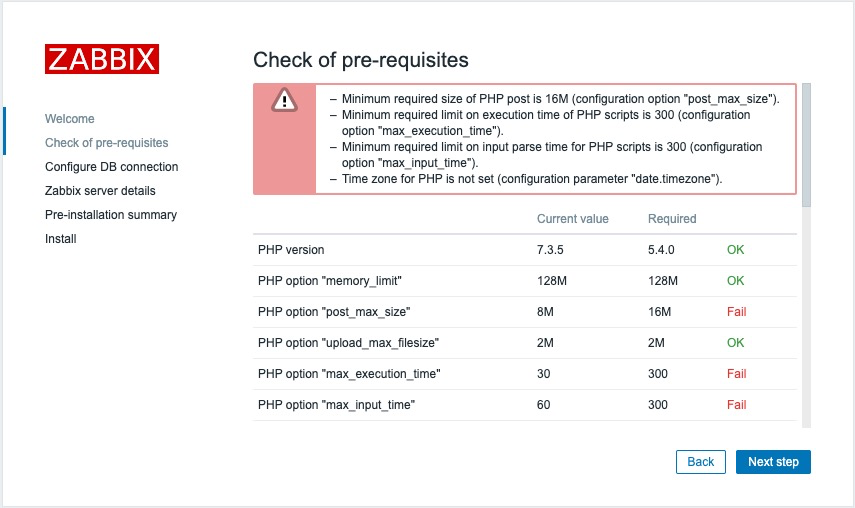 ZABBIX
Welcome
Check of pre-requisites
Configure DB connection
Zabbix server details
Pre-installation summary
Install
Check of pre-requisites
– Minimum required size of PHP post is 16M (configuration option "post_max_size").
– Minimum required limit on execution time of PHP scripts is 300 (configuration
option "max_execution_time").
– Minimum required limit on input parse time for PHP scripts is 300 (configuration
option "max_input_time").
– Time zone for PHP is not set (configuration parameter "date.timezone").
Current value Required
PHP version 7.3.5 5.4.0 OK
PHP option "memory_limit" 128M 128M OK
PHP option "post_max_size" 8M 16M Fail
PHP option "upload_max_filesize" 2M 2M OK
PHP option "max_execution_time" 30 300 Fail
PHP option "max_input_time" 60 300 Fail
Back Next step